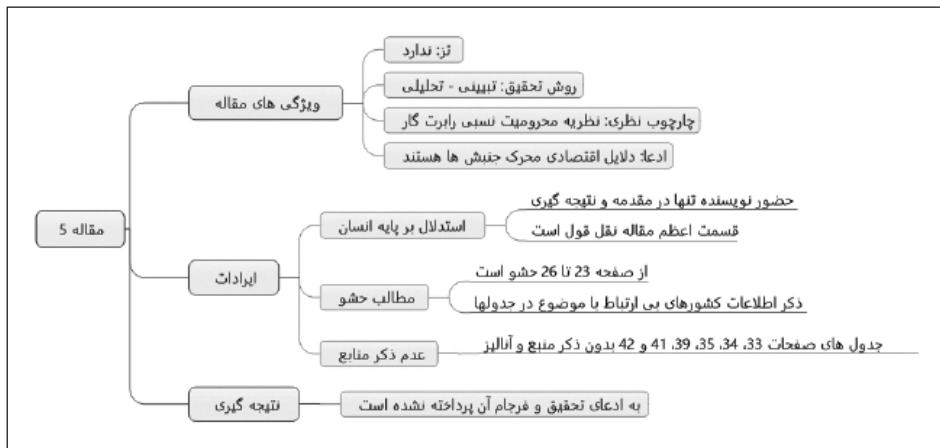 مقاله 5
ویژگی های مقاله
تز: ندارد
روش تحقیق: تبیینی - تحلیلی
چارچوب نظری: نظریه محرومیت نسبی رابرت گار
ادعا: دلایل اقتصادی محرک جنبش ها هستند
ایرادات
استدلال بر پایه انسان
حضور نویسنده تنها در مقدمه و نتیجه گیری
قسمت اعظم مقاله نقل قول است
مطالب حشو
از صفحه 23 تا 26 حشو است
ذکر اطلاعات کشورهای بی ارتباط با موضوع در جدولها
عدم ذکر منابع
جدول های صفحات 33، 34، 35، 39، 41 و 42 بدون ذکر منبع و آنالیز
نتیجه گیری
به ادعای تحقیق و فرجام آن پرداخته نشده است